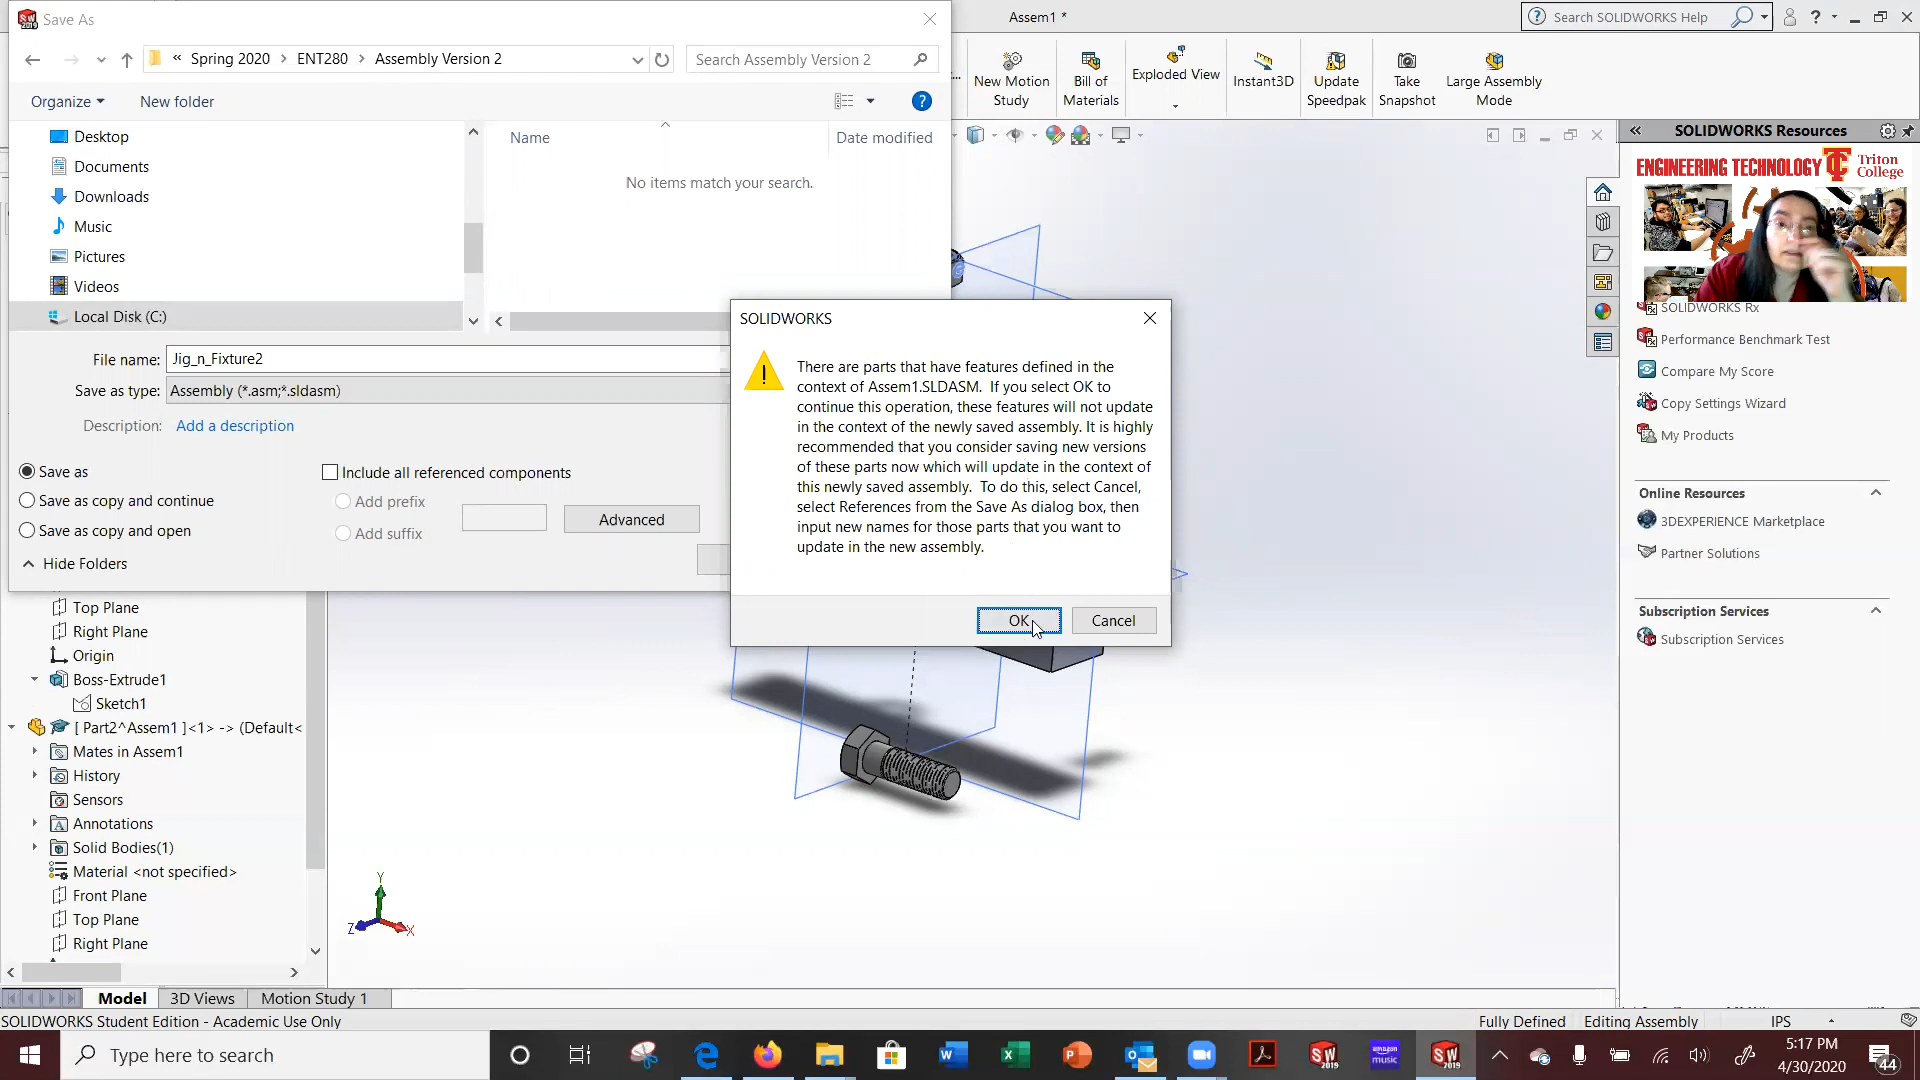 Save As
Assem1 *
Search SOLIDWORKS Help
« Spring 2020 > ENT280 > Assembly Version 2
Search Assembly Version 2
New Motion Study
Bill of Materials
Exploded View
Instant3D
Update Speedpak
Take Snapshot
Large Assembly Mode
Organize
New folder
Desktop
Documents
Downloads
Music
Pictures
Videos
Local Disk (C:)
Name
Date modified
No items match your search.
File name: Jig_n_Fixture2
Save as type: Assembly (*.asm;*.sldasm)
Description: Add a description
Save as
Save as copy and continue
Save as copy and open
Include all referenced components
Add prefix
Add suffix
Advanced
Hide Folders
SOLIDWORKS
There are parts that have features defined in the
context of Assem1.SLDASM. If you select OK to
continue this operation, these features will not update
in the context of the newly saved assembly. It is highly
recommended that you consider saving new versions
of these parts now which will update in the context of
this newly saved assembly. To do this, select Cancel,
select References from the Save As dialog box, then
input new names for those parts that you want to
update in the new assembly.
OK
Cancel
Top Plane
Right Plane
Origin
Boss-Extrude1
Sketch1
[ Part2^Assem1 ]<1> -> (Default<
Mates in Assem1
History
Sensors
Annotations
Solid Bodies(1)
Material <not specified>
Front Plane
Top Plane
Right Plane
Y
Z
X
SOLIDWORKS Resources
ENGINEERING TECHNOLOGY
Triton College
SOLIDWORKS Rx
Performance Benchmark Test
Compare My Score
Copy Settings Wizard
My Products
Online Resources
3DEXPERIENCE Marketplace
Partner Solutions
Subscription Services
Subscription Services
Model
3D Views
Motion Study 1
SOLIDWORKS Student Edition - Academic Use Only
Fully Defined
Editing Assembly
IPS
Type here to search
SW 2019
amazon music
SW 2019
5:17 PM
4/30/2020
44